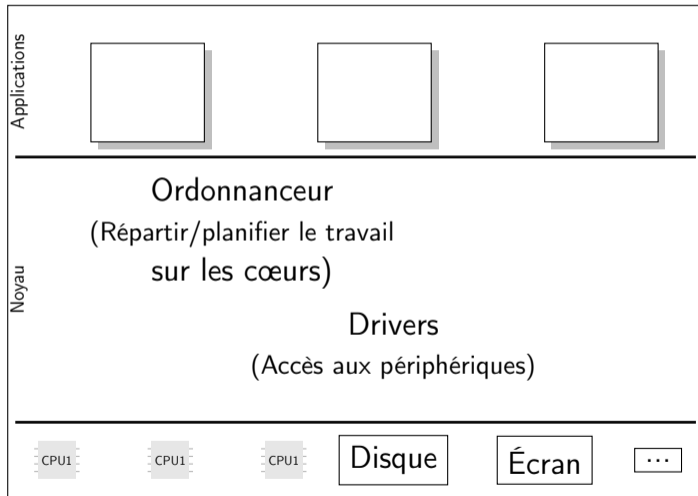 Applications
Ordonnanceur
(Répartir/planifier le travail
sur les cœurs)
Noyau
Drivers
(Accès aux périphériques)
CPU1
CPU1
CPU1
Disque
Écran
...